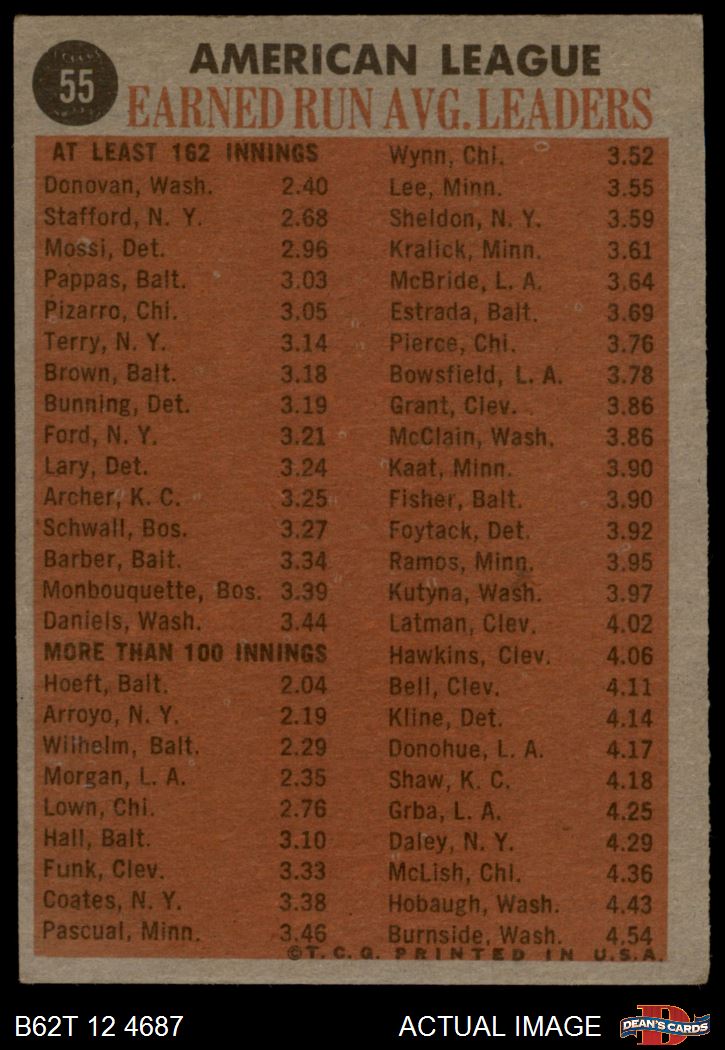 55
AMERICAN LEAGUE
EARNED RUN AVG. LEADERS
AT LEAST 162 INNINGS
Donovan, Wash. 2.40
Stafford, N. Y. 2.68
Mossi, Det. 2.96
Pappas, Balt. 3.03
Pizarro, Chi. 3.05
Terry, N. Y. 3.14
Brown, Balt. 3.18
Bunning, Det. 3.19
Ford, N. Y. 3.21
Lary, Det. 3.24
Archer, K. C. 3.25
Schwall, Bos. 3.27
Barber, Balt. 3.34
Monbouquette, Bos. 3.39
Daniels, Wash. 3.44
MORE THAN 100 INNINGS
Hoeft, Balt. 2.04
Arroyo, N. Y. 2.19
Wilhelm, Balt. 2.29
Morgan, L. A. 2.35
Lown, Chi. 2.76
Hall, Balt. 3.10
Funk, Clev. 3.33
Coates, N. Y. 3.38
Pascual, Minn. 3.46
Wynn, Chi. 3.52
Lee, Minn. 3.55
Sheldon, N. Y. 3.59
Kralick, Minn. 3.61
McBride, L. A. 3.64
Estrada, Balt. 3.69
Pierce, Chi. 3.76
Bowsfield, L. A. 3.78
Grant, Clev. 3.86
McClain, Wash. 3.86
Kaat, Minn. 3.90
Fisher, Balt. 3.90
Foytack, Det. 3.92
Ramos, Minn. 3.95
Kutyna, Wash. 3.97
Latman, Clev. 4.02
Hawkins, Clev. 4.06
Bell, Clev. 4.11
Kline, Det. 4.14
Donohue, L. A. 4.17
Shaw, K. C. 4.18
Grba, L. A. 4.25
Daley, N. Y. 4.29
McLish, Chi. 4.36
Hobaugh, Wash. 4.43
Burnside, Wash. 4.54
©T. C. G. PRINTED IN U.S.A.
B62T 12 4687
ACTUAL IMAGE
D
DEAN'S CARDS